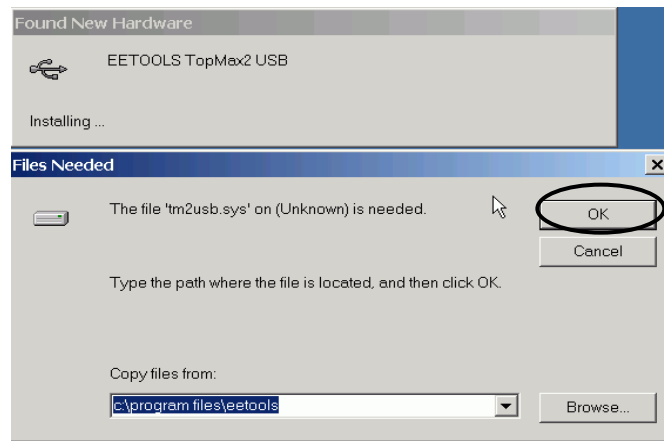 Found New Hardware
EETOOLS TopMax2 USB
Installing ...
Files Needed
The file 'tm2usb.sys' on (Unknown) is needed.
OK
Cancel
Type the path where the file is located, and then click OK.
Copy files from:
c:\program files\eetools
Browse...